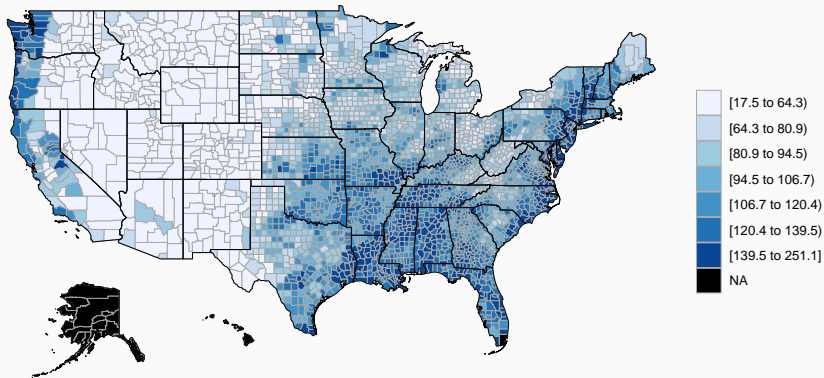 [17.5 to 64.3)
[64.3 to 80.9)
[80.9 to 94.5)
[94.5 to 106.7)
[106.7 to 120.4)
[120.4 to 139.5)
[139.5 to 251.1]
NA